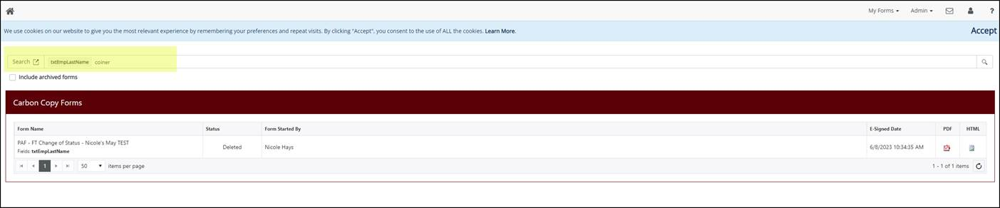 My Forms Admin ?
We use cookies on our website to give you the most relevant experience by remembering your preferences and repeat visits. By clicking "Accept", you consent to the use of ALL the cookies. Learn More. Accept
Search txtEmpLastName coiner
Include archived forms
Carbon Copy Forms
Form Name Status Form Started By E-Signed Date PDF HTML
PAF - FT Change of Status - Nicole's May TEST
Fields: txtEmpLastName
Deleted Nicole Hays 6/8/2023 10:34:35 AM
1 50 items per page 1 - 1 of 1 items